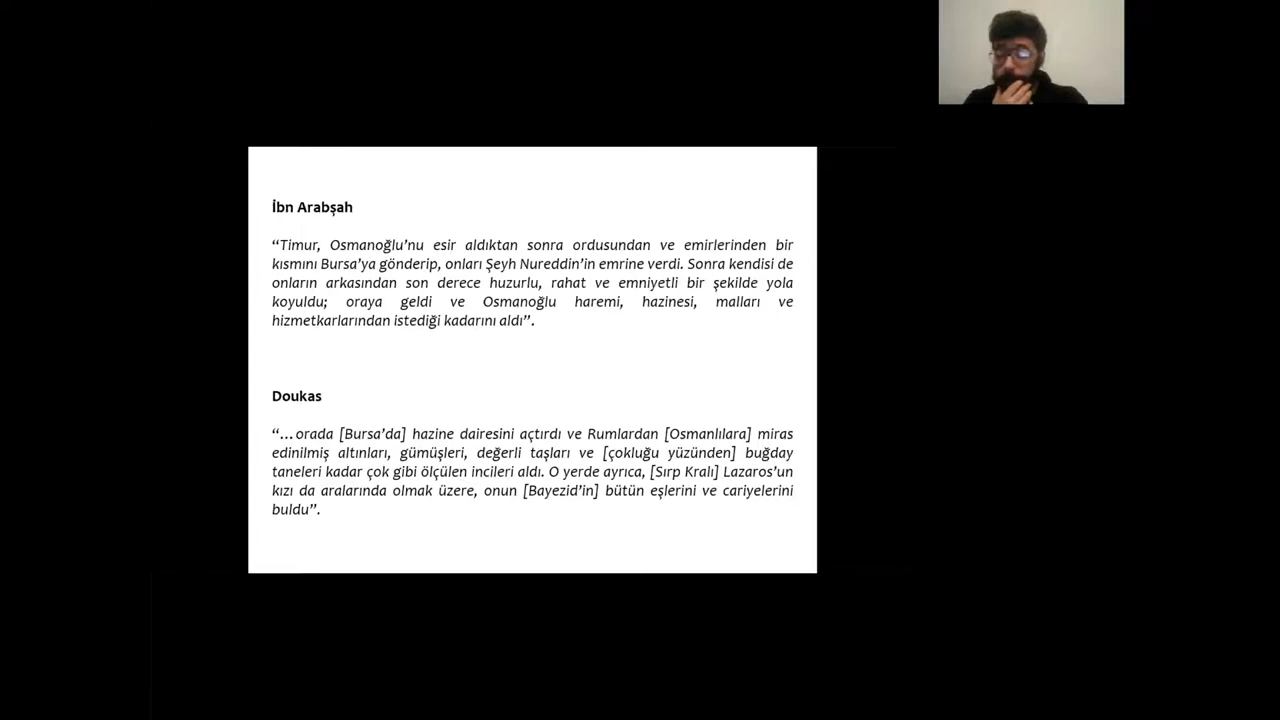 İbn Arabşah
“Timur, Osmanoğlu’nu esir aldıktan sonra ordusundan ve emirlerinden bir
kısmını Bursa’ya gönderip, onları Şeyh Nureddin’in emrine verdi. Sonra kendisi de
onların arkasından son derece huzurlu, rahat ve emniyetli bir şekilde yola
koyuldu; oraya geldi ve Osmanoğlu haremi, hazinesi, malları ve
hizmetkarlarından istediği kadarını aldı”.
Doukas
“…orada [Bursa’da] hazine dairesini açtırdı ve Rumlardan [Osmanlılara] miras
edinilmiş altınları, gümüşleri, değerli taşları ve [çokluğu yüzünden] buğday
taneleri kadar çok gibi ölçülen incileri aldı. O yerde ayrıca, [Sırp Kralı] Lazaros’un
kızı da aralarında olmak üzere, onun [Bayezid’in] bütün eşlerini ve cariyelerini
buldu”.